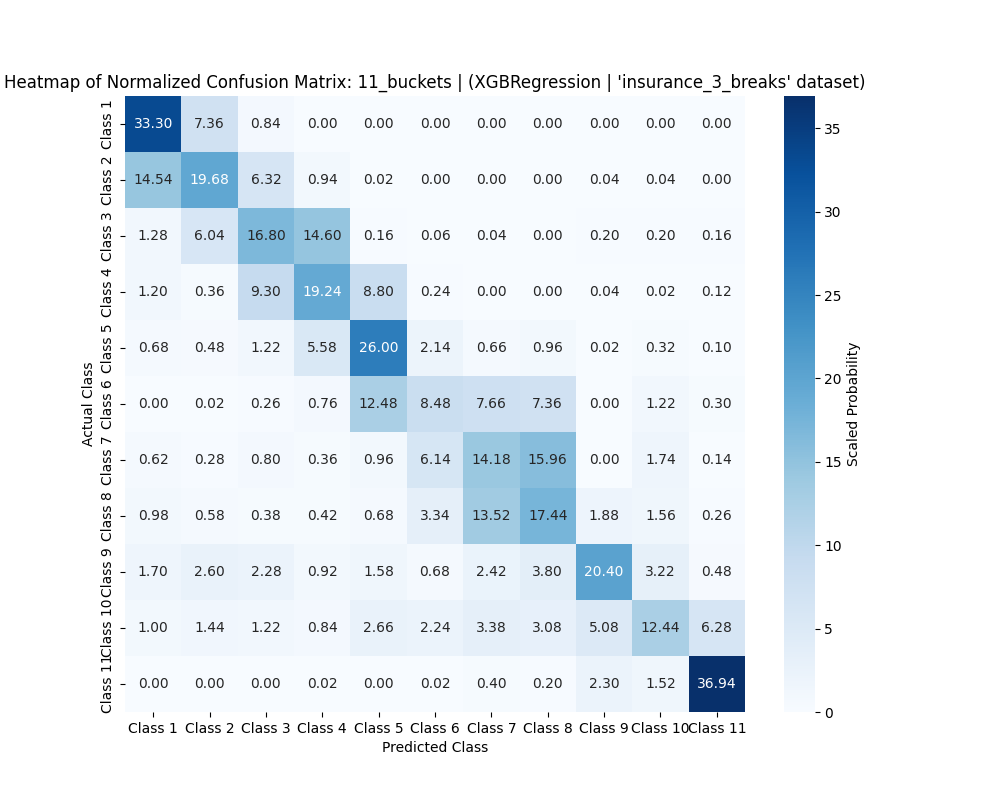 Heatmap of Normalized Confusion Matrix: 11_buckets | (XGBRegression | 'insurance_3_breaks' dataset)
Actual Class
Class 1 33.30 7.36 0.84 0.00 0.00 0.00 0.00 0.00 0.00 0.00 0.00
Class 2 14.54 19.68 6.32 0.94 0.02 0.00 0.00 0.00 0.04 0.04 0.00
Class 3 1.28 6.04 16.80 14.60 0.16 0.06 0.04 0.00 0.20 0.20 0.16
Class 4 1.20 0.36 9.30 19.24 8.80 0.24 0.00 0.00 0.04 0.02 0.12
Class 5 0.68 0.48 1.22 5.58 26.00 2.14 0.66 0.96 0.02 0.32 0.10
Class 6 0.00 0.02 0.26 0.76 12.48 8.48 7.66 7.36 0.00 1.22 0.30
Class 7 0.62 0.28 0.80 0.36 0.96 6.14 14.18 15.96 0.00 1.74 0.14
Class 8 0.98 0.58 0.38 0.42 0.68 3.34 13.52 17.44 1.88 1.56 0.26
Class 9 1.70 2.60 2.28 0.92 1.58 0.68 2.42 3.80 20.40 3.22 0.48
Class 10 1.00 1.44 1.22 0.84 2.66 2.24 3.38 3.08 5.08 12.44 6.28
Class 11 0.00 0.00 0.00 0.02 0.00 0.02 0.40 0.20 2.30 1.52 36.94
Class 1 Class 2 Class 3 Class 4 Class 5 Class 6 Class 7 Class 8 Class 9 Class 10 Class 11
Predicted Class
35
30
25
20
15
10
5
0
Scaled Probability